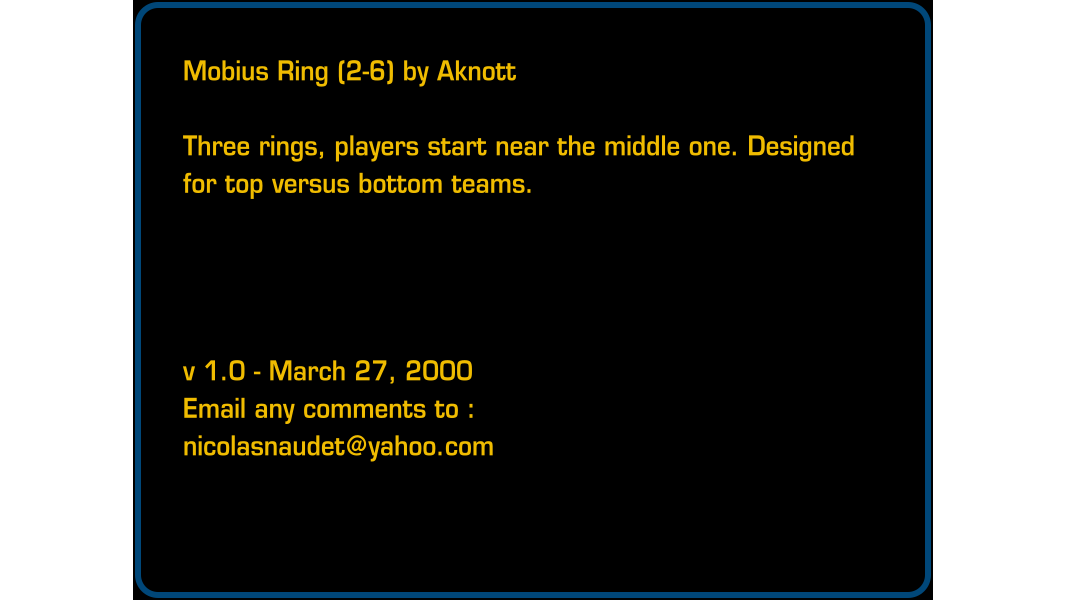 Mobius Ring (2-6) by Aknott
Three rings, players start near the middle one. Designed
for top versus bottom teams.
v 1.0 - March 27, 2000
Email any comments to :
nicolasnaudet@yahoo.com